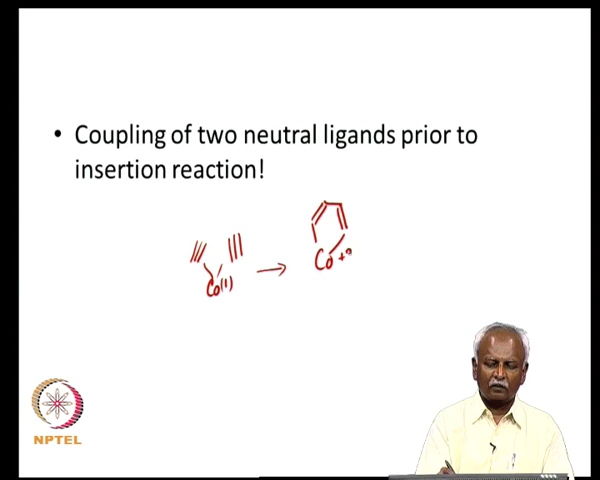 • Coupling of two neutral ligands prior to
insertion reaction!
Co(I)
Co
NPTEL